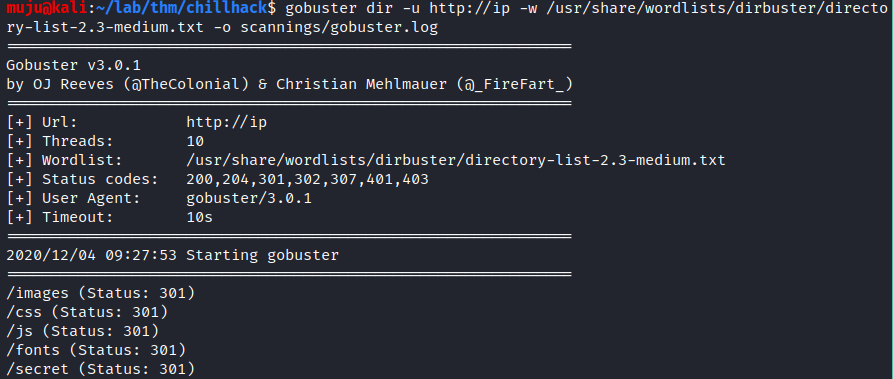 muju@kali:~/lab/thm/chillhack$ gobuster dir -u http://ip -w /usr/share/wordlists/dirbuster/directo
ry-list-2.3-medium.txt -o scannings/gobuster.log
===============================================================
Gobuster v3.0.1
by OJ Reeves (@TheColonial) & Christian Mehlmauer (@_FireFart_)
===============================================================
[+] Url:            http://ip
[+] Threads:        10
[+] Wordlist:       /usr/share/wordlists/dirbuster/directory-list-2.3-medium.txt
[+] Status codes:   200,204,301,302,307,401,403
[+] User Agent:     gobuster/3.0.1
[+] Timeout:        10s
===============================================================
2020/12/04 09:27:53 Starting gobuster
===============================================================
/images (Status: 301)
/css (Status: 301)
/js (Status: 301)
/fonts (Status: 301)
/secret (Status: 301)